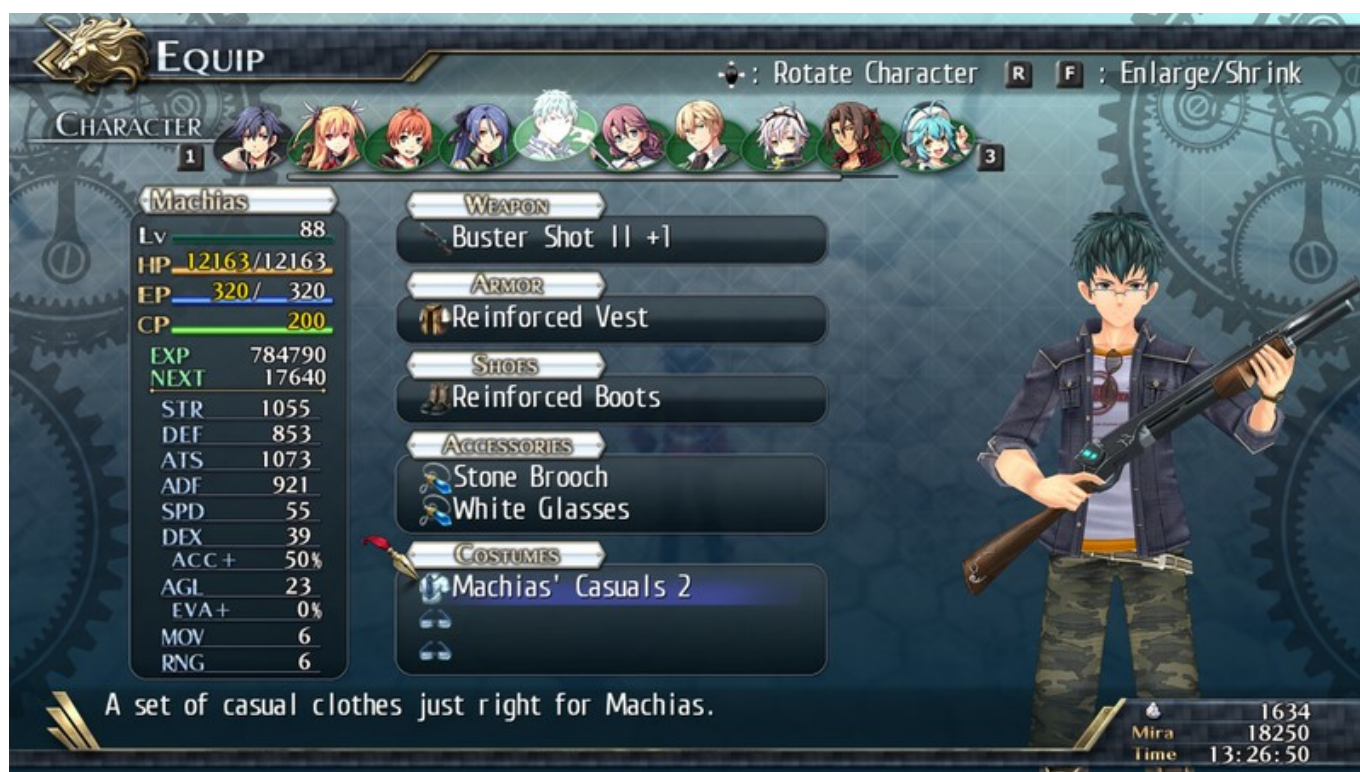 EQUIP
: Rotate Character R F : Enlarge/Shrink
CHARACTER
1
3
Machias
LV 88
HP 12163/12163
EP 320/ 320
CP 200
EXP 784790
NEXT 17640
STR 1055
DEF 853
ATS 1073
ADF 921
SPD 55
DEX 39
ACC+ 50%
AGL 23
EVA+ 0%
MOV 6
RNG 6
WEAPON
Buster Shot II +1
ARMOR
Reinforced Vest
SHOES
Reinforced Boots
ACCESSORIES
Stone Brooch
White Glasses
COSTUMES
Machias' Casuals 2
A set of casual clothes just right for Machias.
1634
Mira 18250
Time 13:26:50